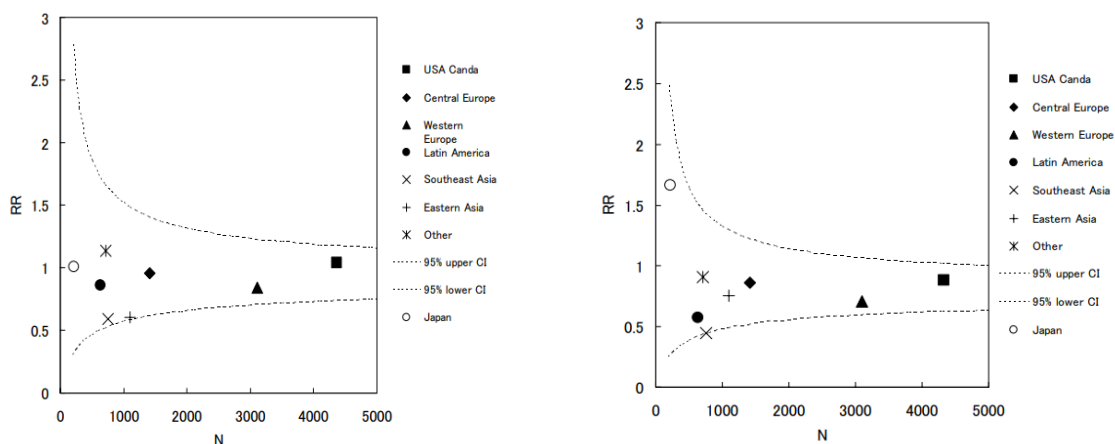 3
2.5
2
1.5
1
0.5
0
RR
0
1000
2000
3000
4000
5000
N
USA Canda
Central Europe
Western
Europe
Latin America
Southeast Asia
Eastern Asia
Other
95% upper CI
95% lower CI
Japan
3
2.5
2
1.5
1
0.5
0
RR
0
1000
2000
3000
4000
5000
N
USA Canda
Central Europe
Western Europe
Latin America
Southeast Asia
Eastern Asia
Other
95% upper CI
95% lower CI
Japan